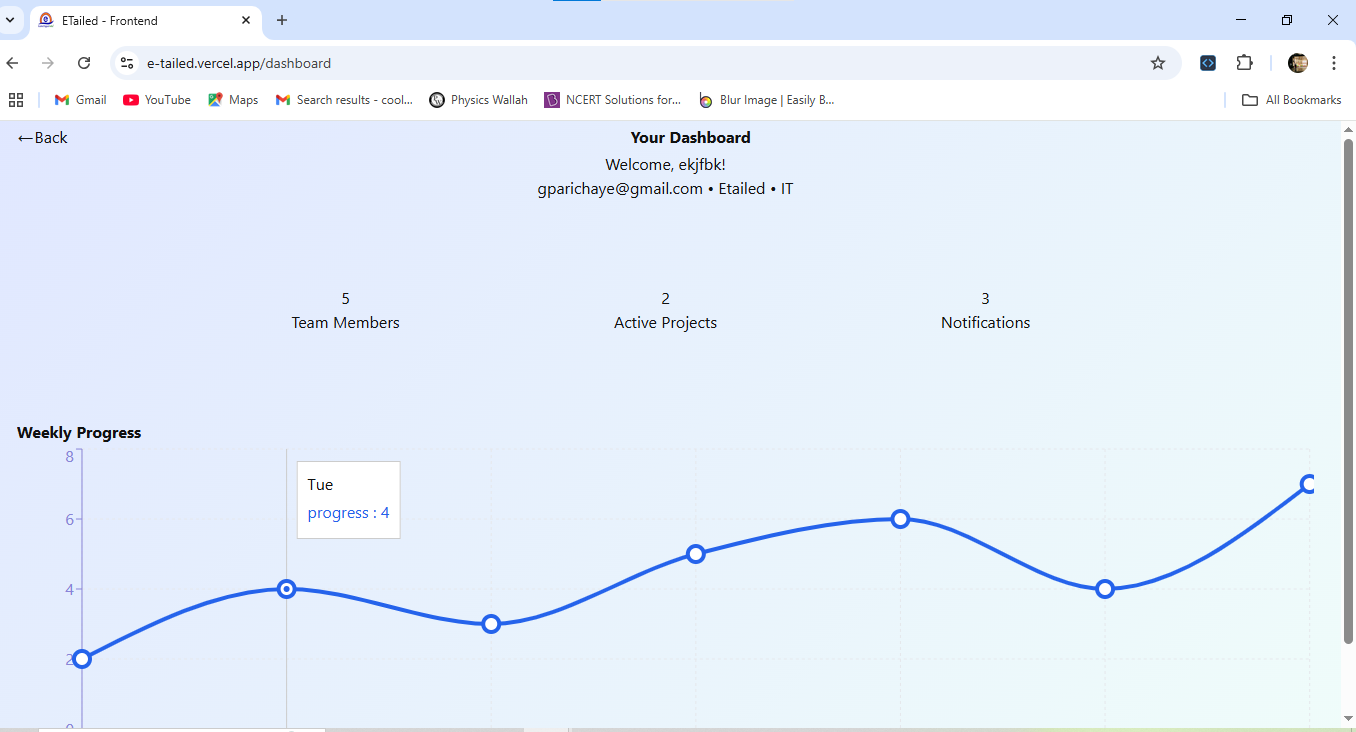 ETailed - Frontend
e-tailed.vercel.app/dashboard
Gmail
YouTube
Maps
Search results - cool...
Physics Wallah
NCERT Solutions for...
Blur Image | Easily B...
All Bookmarks
←Back
Your Dashboard
Welcome, ekjfbk!
gparichaye@gmail.com • Etailed • IT
5
Team Members
2
Active Projects
3
Notifications
Weekly Progress
8
Tue
progress : 4
6
4
2
0